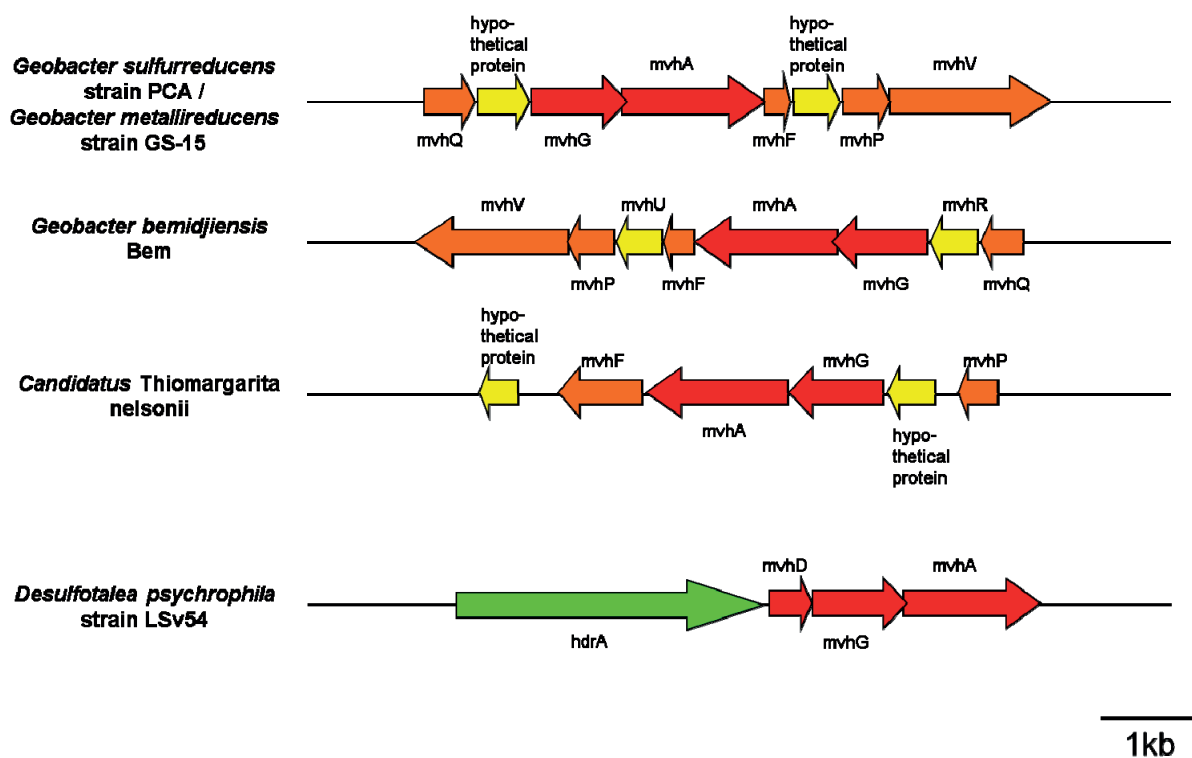 Geobacter sulfurreducens
strain PCA /
Geobacter metallireducens
strain GS-15
hypo-
thetical
protein
mvhA
hypo-
thetical
protein
mvhV
mvhQ
mvhG
mvhF
mvhP
Geobacter bemidjiensis
Bem
mvhV
mvhU
mvhA
mvhR
mvhP
mvhF
mvhG
mvhQ
Candidatus Thiomargarita
nelsonii
hypo-
thetical
protein
mvhF
mvhG
mvhP
mvhA
hypo-
thetical
protein
Desulfotalea psychrophila
strain LSv54
mvhD
mvhA
hdrA
mvhG
1kb